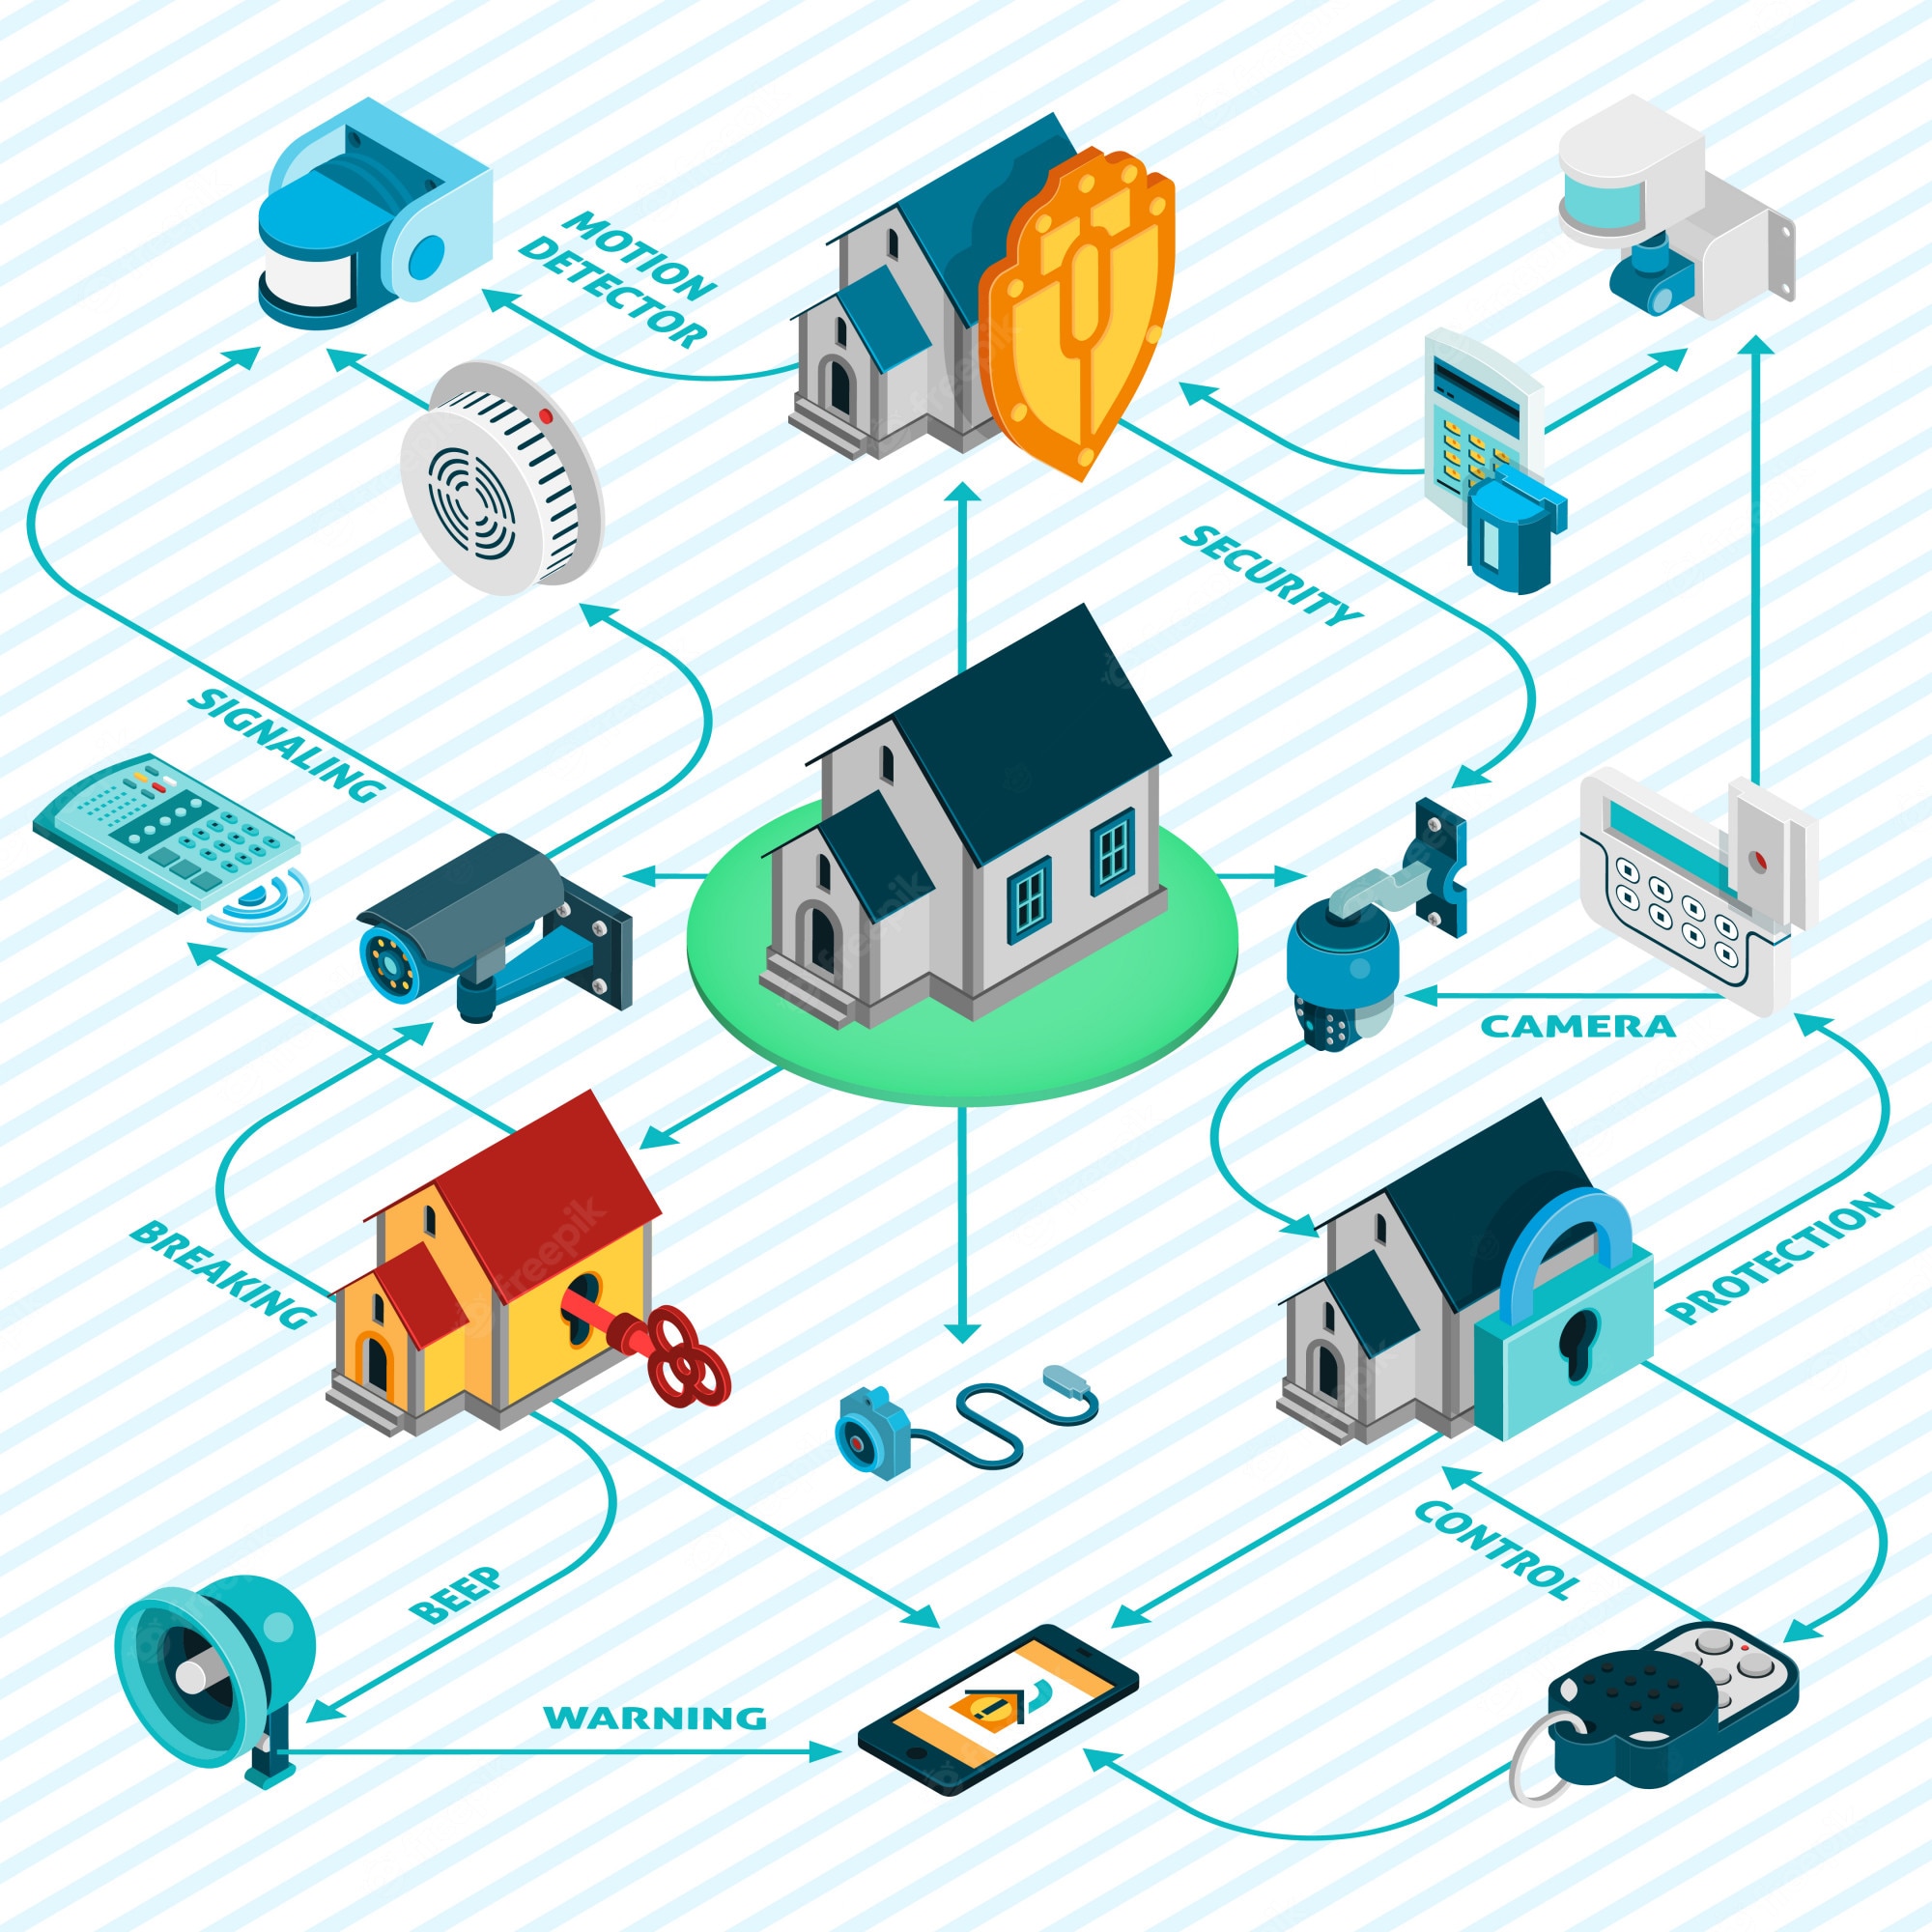 MOTION
DETECTOR
SECURITY
SIGNALING
CAMERA
BREAKING
PROTECTION
CONTROL
BEEP
WARNING